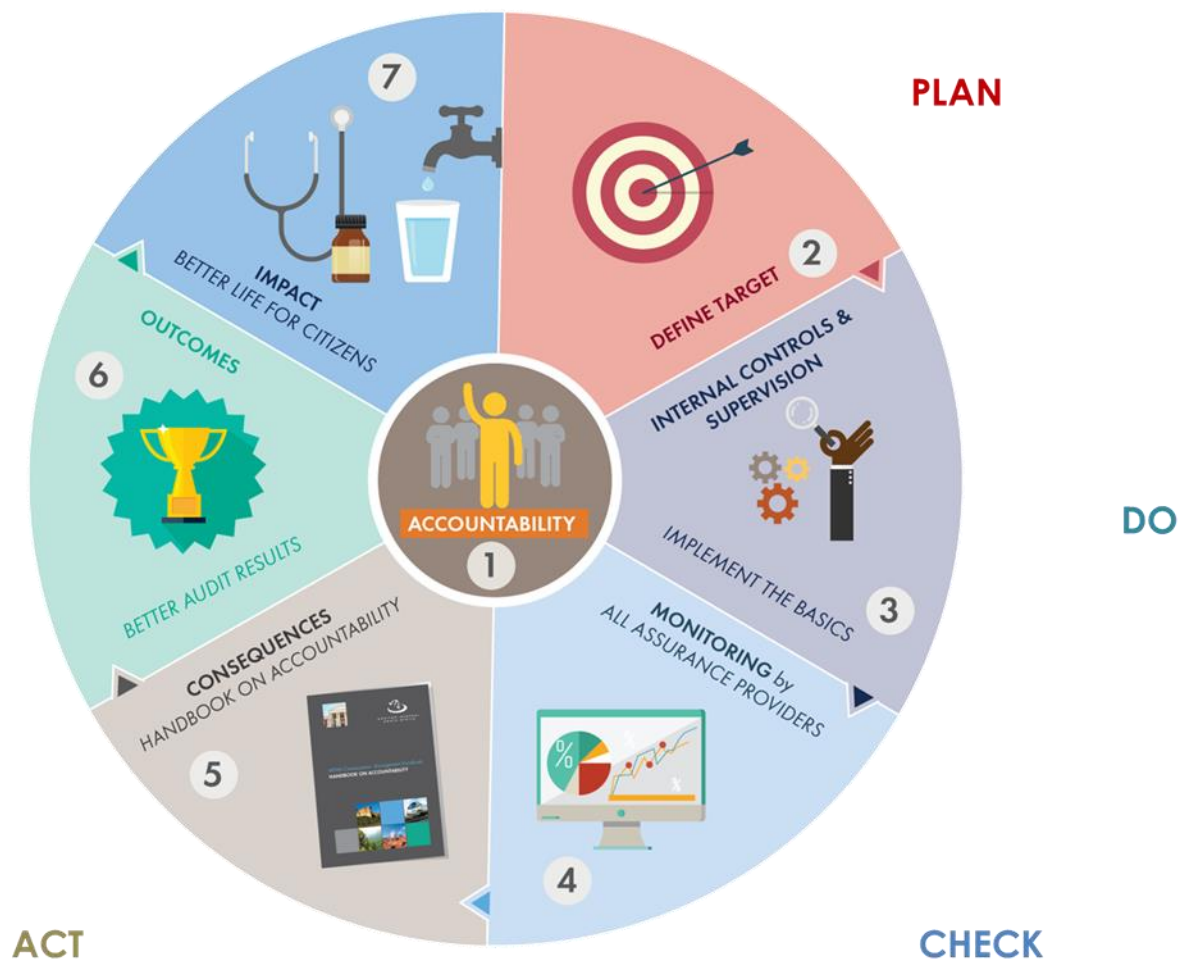 PLAN
7
IMPACT
BETTER LIFE FOR CITIZENS
2
DEFINE TARGET
INTERNAL CONTROLS &
SUPERVISION
IMPLEMENT THE BASICS
3
DO
OUTCOMES
6
BETTER AUDIT RESULTS
ACCOUNTABILITY
1
MONITORING by
ALL ASSURANCE PROVIDERS
%
4
CONSEQUENCES
HANDBOOK ON ACCOUNTABILITY
5
HANDBOOK ON ACCOUNTABILITY
ACT
CHECK